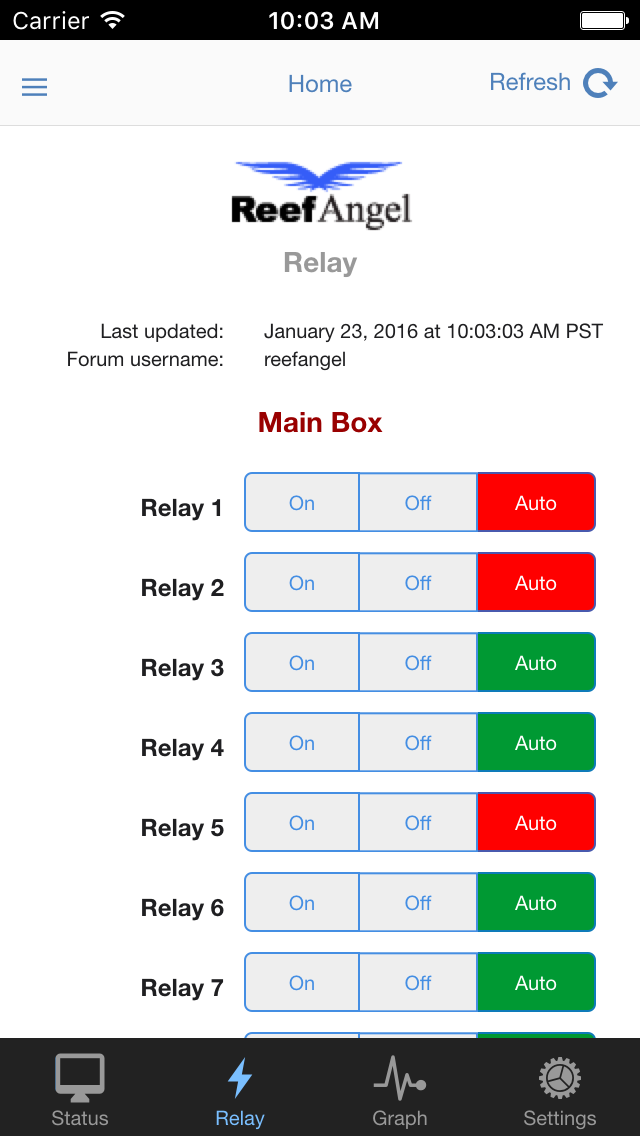 Carrier 10:03 AM
Home Refresh
ReefAngel
Relay
Last updated: January 23, 2016 at 10:03:03 AM PST
Forum username: reefangel
Main Box
Relay 1 On Off Auto
Relay 2 On Off Auto
Relay 3 On Off Auto
Relay 4 On Off Auto
Relay 5 On Off Auto
Relay 6 On Off Auto
Relay 7 On Off Auto
Status Relay Graph Settings